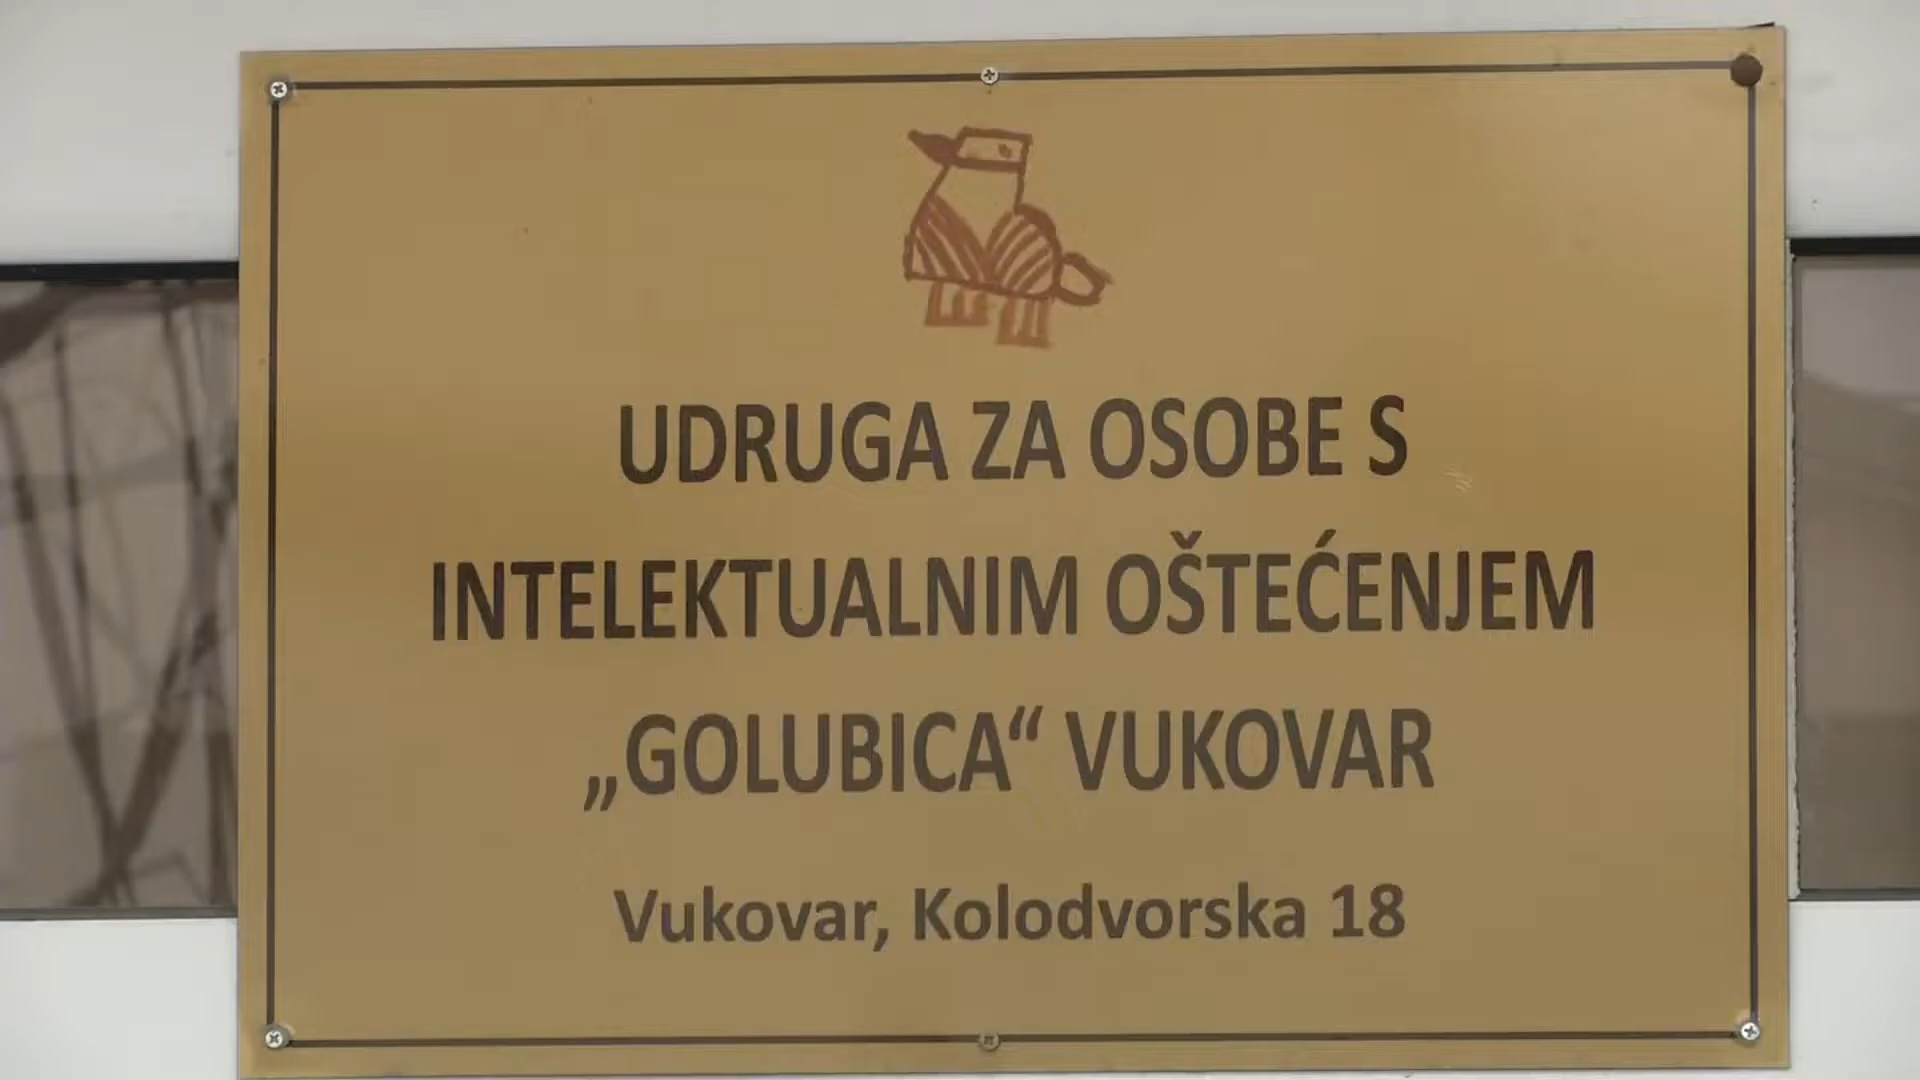 UDRUGA ZA OSOBE S
INTELEKTUALNIM OŠTEĆENJEM
„GOLUBICA“ VUKOVAR
Vukovar, Kolodvorska 18